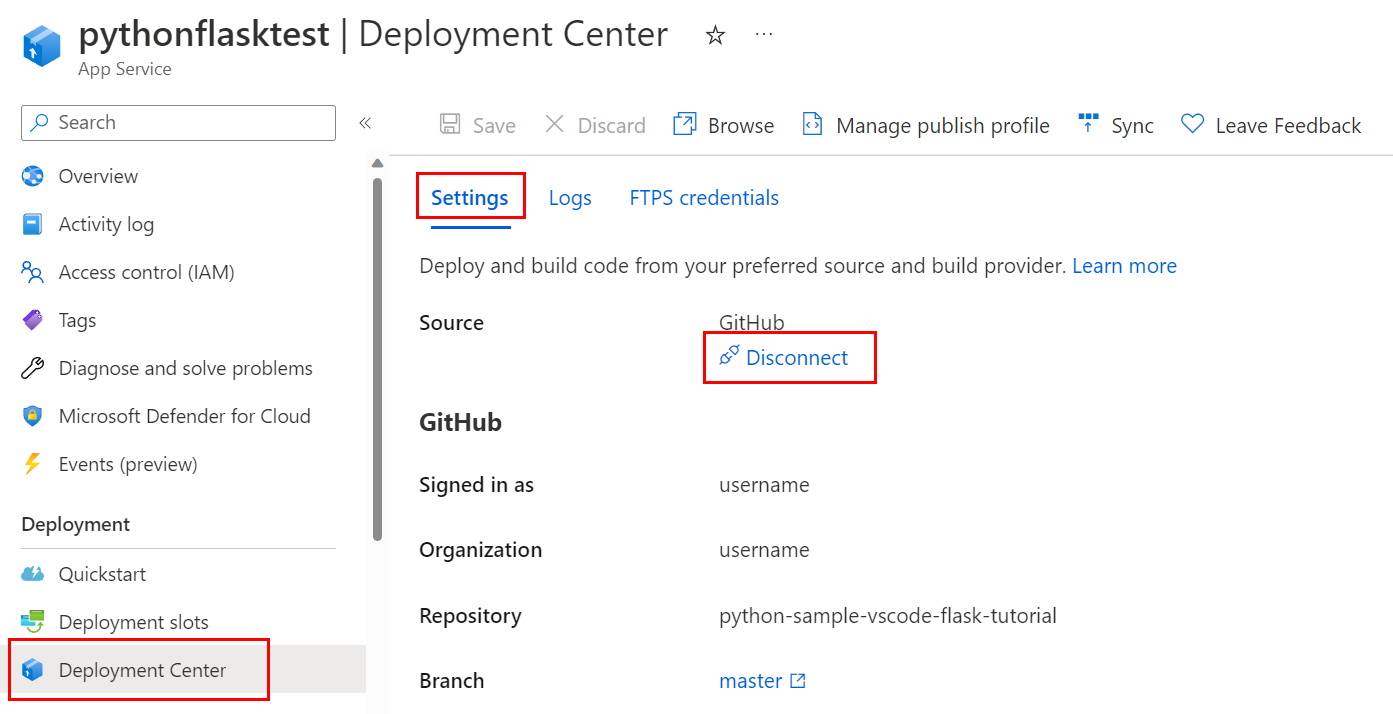 pythonflasktest | Deployment Center
App Service
Search
Save Discard Browse Manage publish profile Sync Leave Feedback
Overview
Activity log
Access control (IAM)
Tags
Diagnose and solve problems
Microsoft Defender for Cloud
Events (preview)
Deployment
Quickstart
Deployment slots
Deployment Center
Settings Logs FTPS credentials
Deploy and build code from your preferred source and build provider. Learn more
Source GitHub
Disconnect
GitHub
Signed in as username
Organization username
Repository python-sample-vscode-flask-tutorial
Branch master